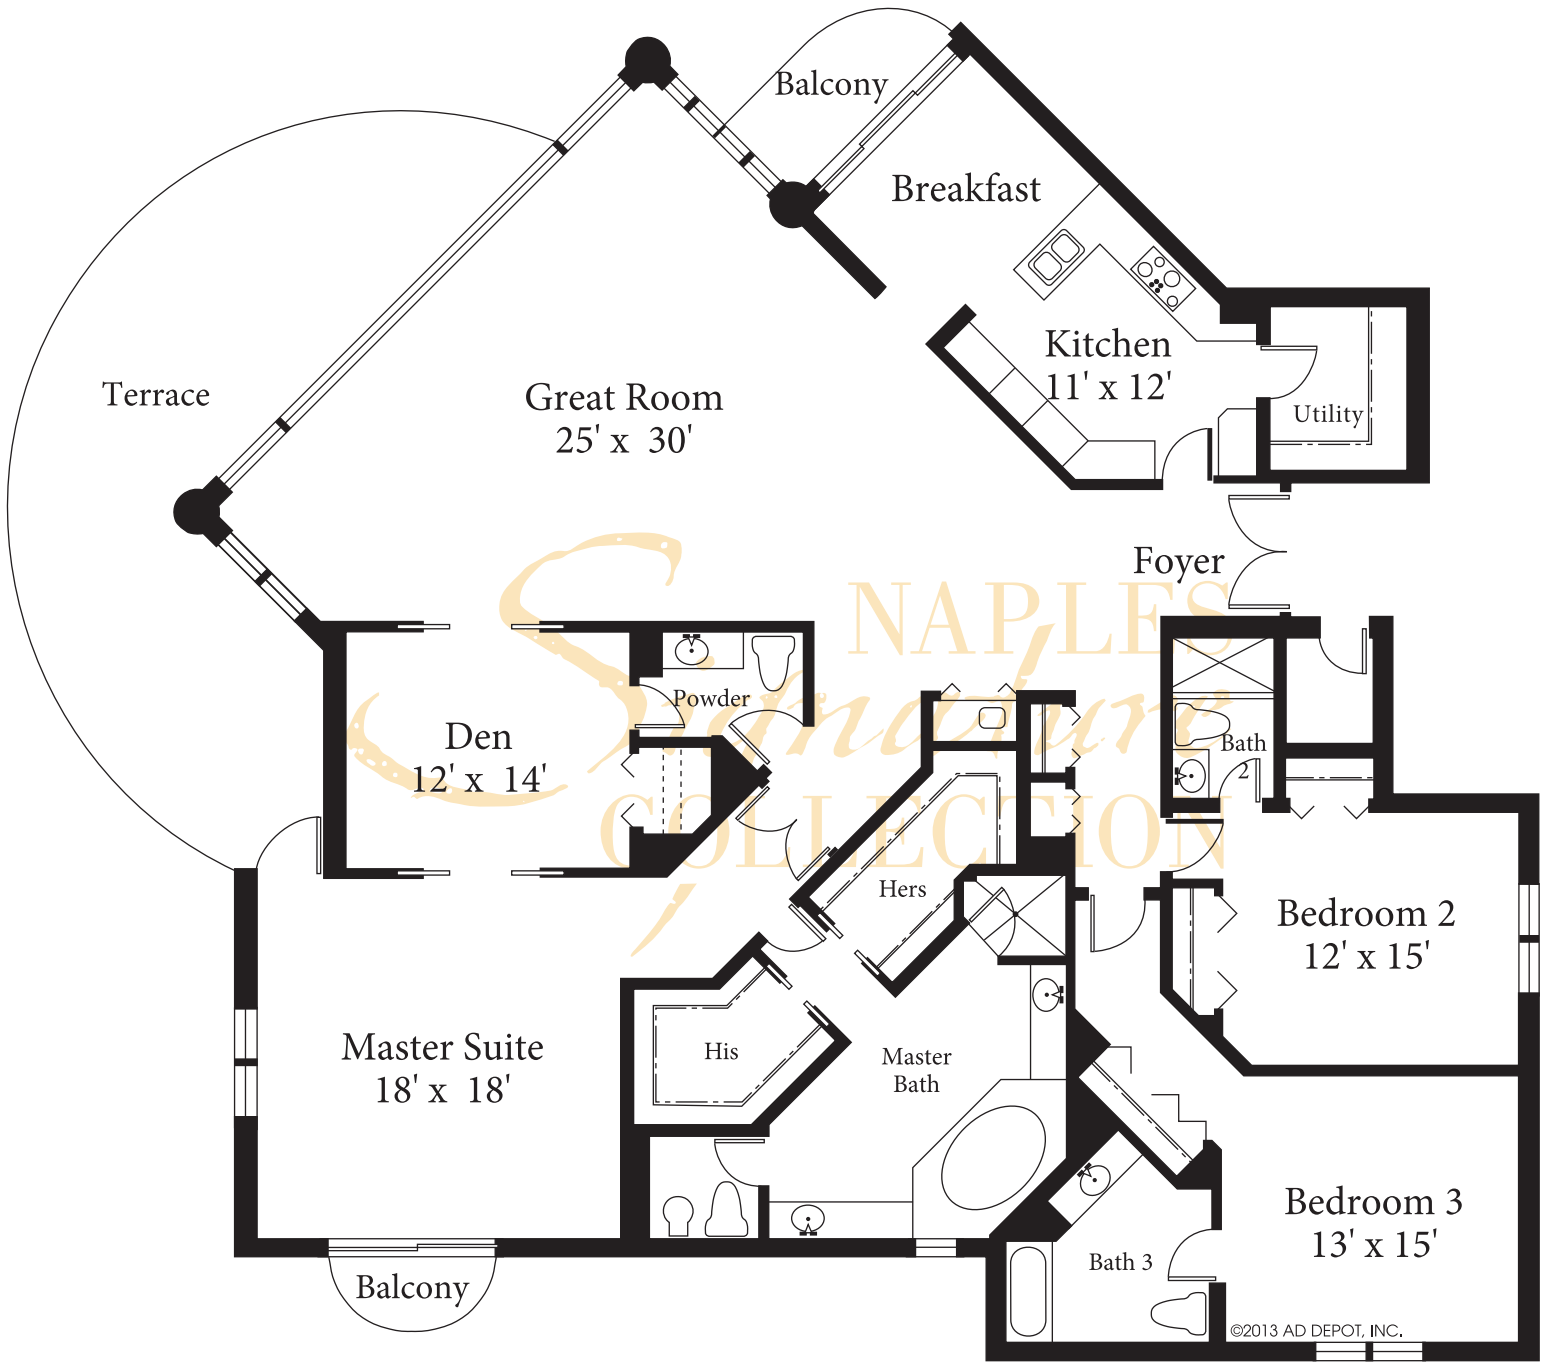 Balcony
Breakfast
Terrace
Great Room
25' x 30'
Kitchen
11' x 12'
Utility
Foyer
NAPLES
Signature
COLLECTION
Powder
Den
12' x 14'
Bath
2
Hers
Bedroom 2
12' x 15'
Master Suite
18' x 18'
His
Master
Bath
Bedroom 3
13' x 15'
Bath 3
Balcony
©2013 AD DEPOT, INC.